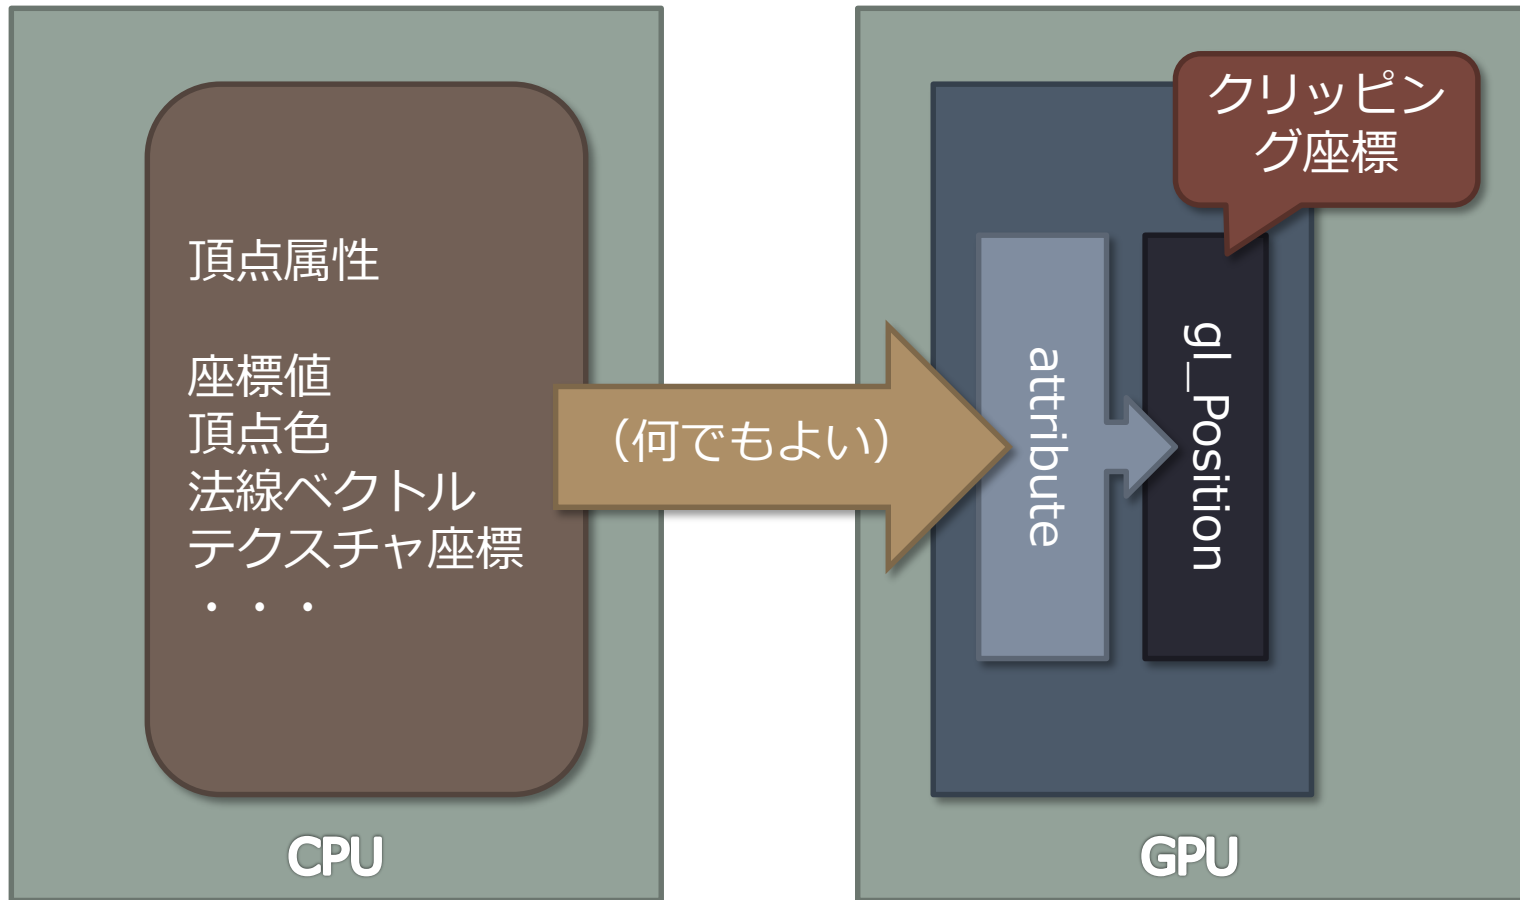 頂点属性
座標値
頂点色
法線ベクトル
テクスチャ座標
・・・
CPU
（何でもよい）
attribute
gl_Position
クリッピン
グ座標
GPU